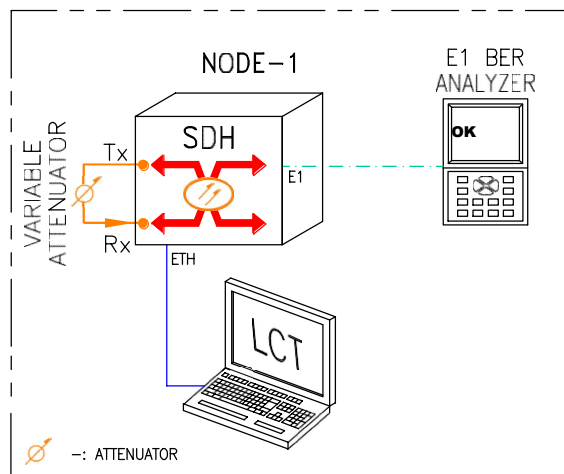 NODE-1
E1 BER
ANALYZER
OK
SDH
VARIABLE
ATTENUATOR
Tx
Rx
E1
ETH
LCT
-: ATTENUATOR